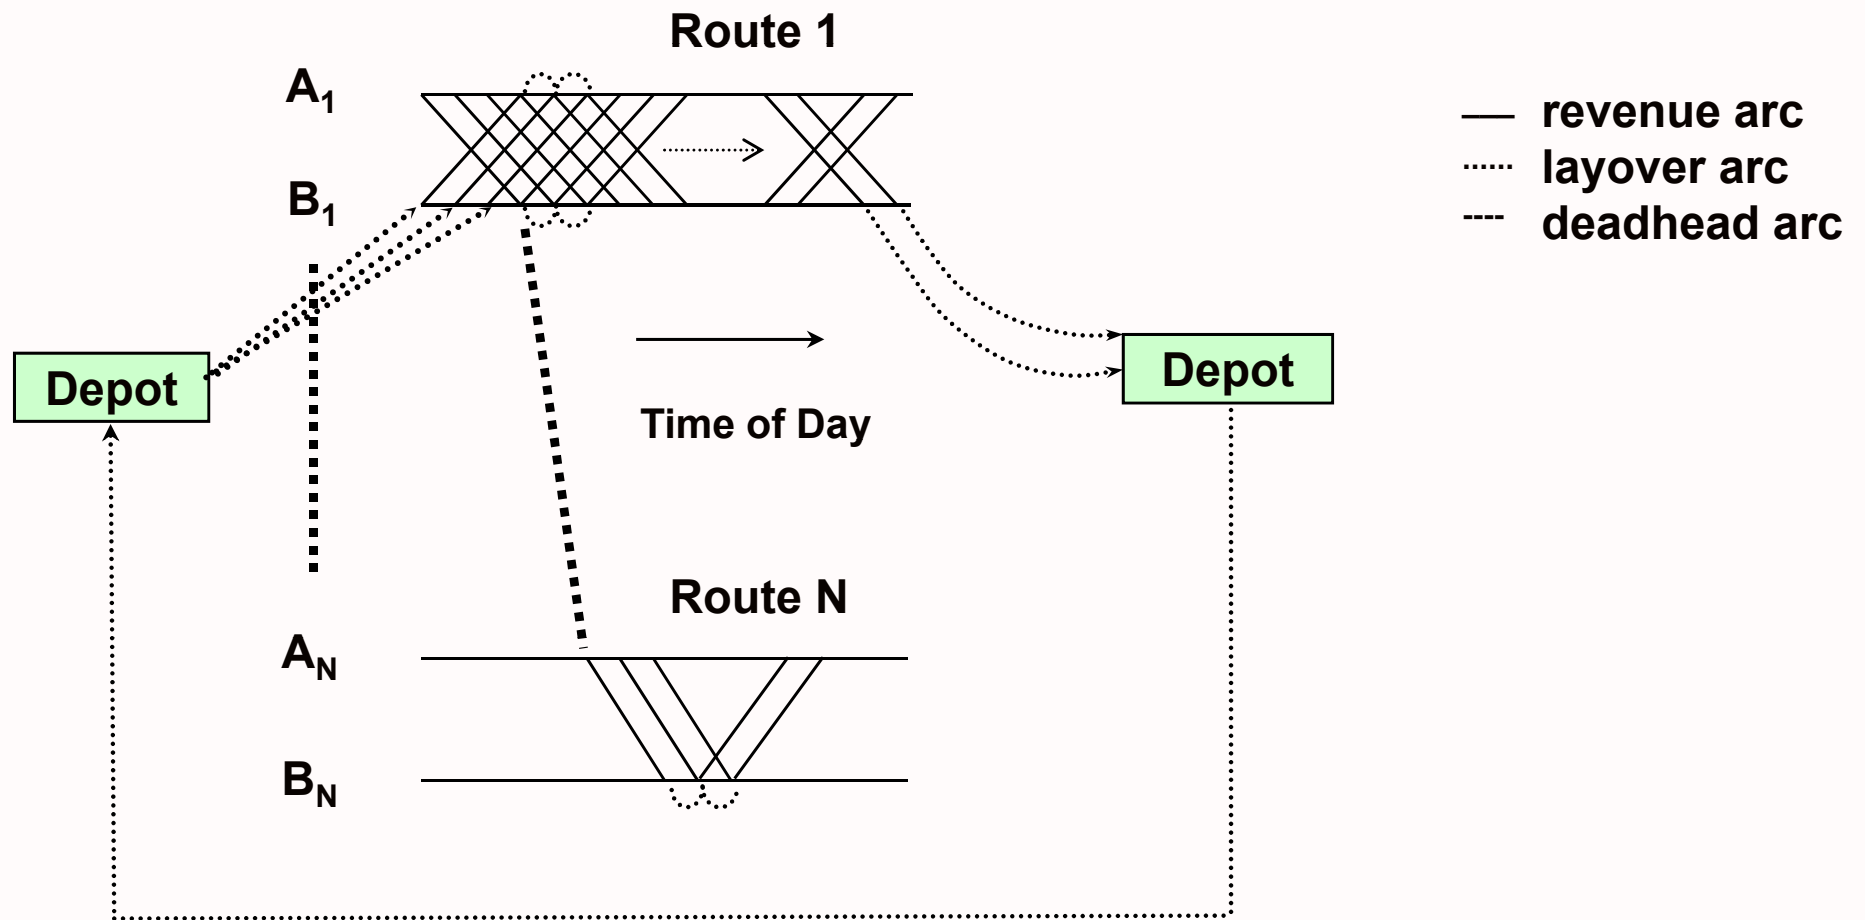 Route 1
A1
B1
revenue arc
layover arc
deadhead arc
Depot
Depot
Time of Day
Route N
AN
BN